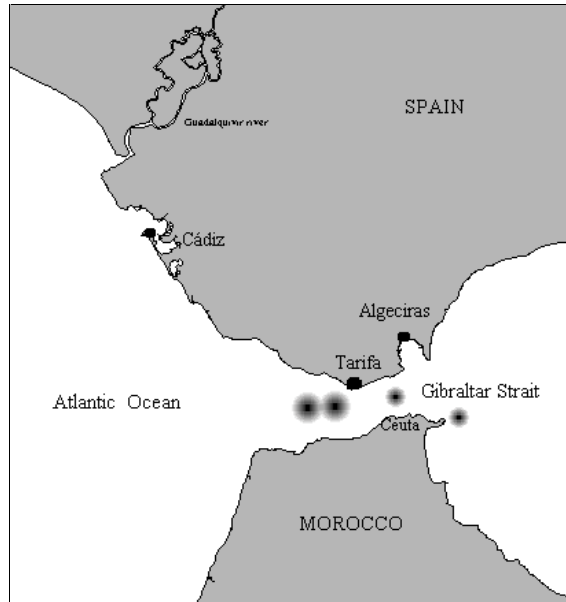 SPAIN
Guadalquivir river
Cádiz
Algeciras
Tarifa
Gibraltar Strait
Atlantic Ocean
Ceuta
MOROCCO